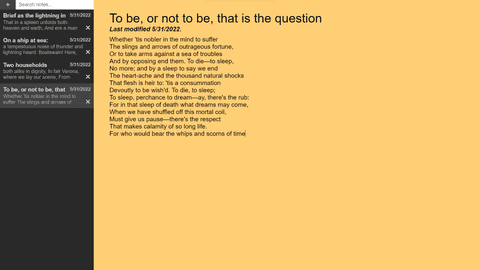 + Search notes...
Brief as the lightning in 5/31/2022
That in a spleen unfolds both
heaven and earth, And ere a man
On a ship at sea: 5/31/2022
a tempestuous noise of thunder and
lightning heard. Boatswain! Here,
Two households 5/31/2022
both alike in dignity, In fair Verona,
where we lay our scene, From
To be, or not to be, that 5/31/2022
Whether 'tis nobler in the mind to
suffer The slings and arrows of
To be, or not to be, that is the question
Last modified 5/31/2022.
Whether 'tis nobler in the mind to suffer
The slings and arrows of outrageous fortune,
Or to take arms against a sea of troubles
And by opposing end them. To die—to sleep,
No more; and by a sleep to say we end
The heart-ache and the thousand natural shocks
That flesh is heir to: 'tis a consummation
Devoutly to be wish'd. To die, to sleep;
To sleep, perchance to dream—ay, there's the rub:
For in that sleep of death what dreams may come,
When we have shuffled off this mortal coil,
Must give us pause—there's the respect
That makes calamity of so long life.
For who would bear the whips and scorns of time